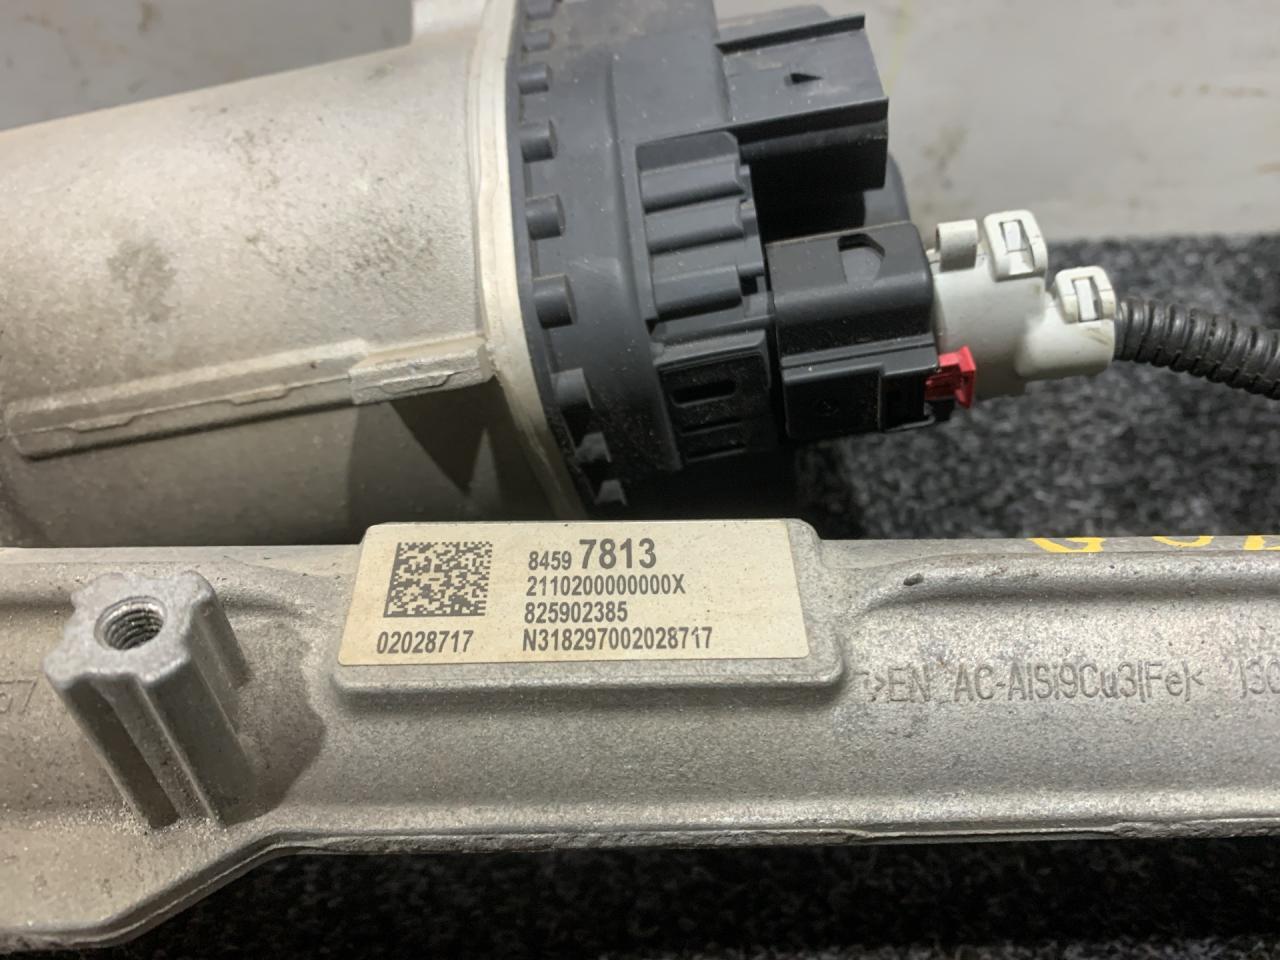 8459 7813
2110200000000X
825902385
02028717 N318297002028717
>EN AC-AlSi9Cu3(Fe)<